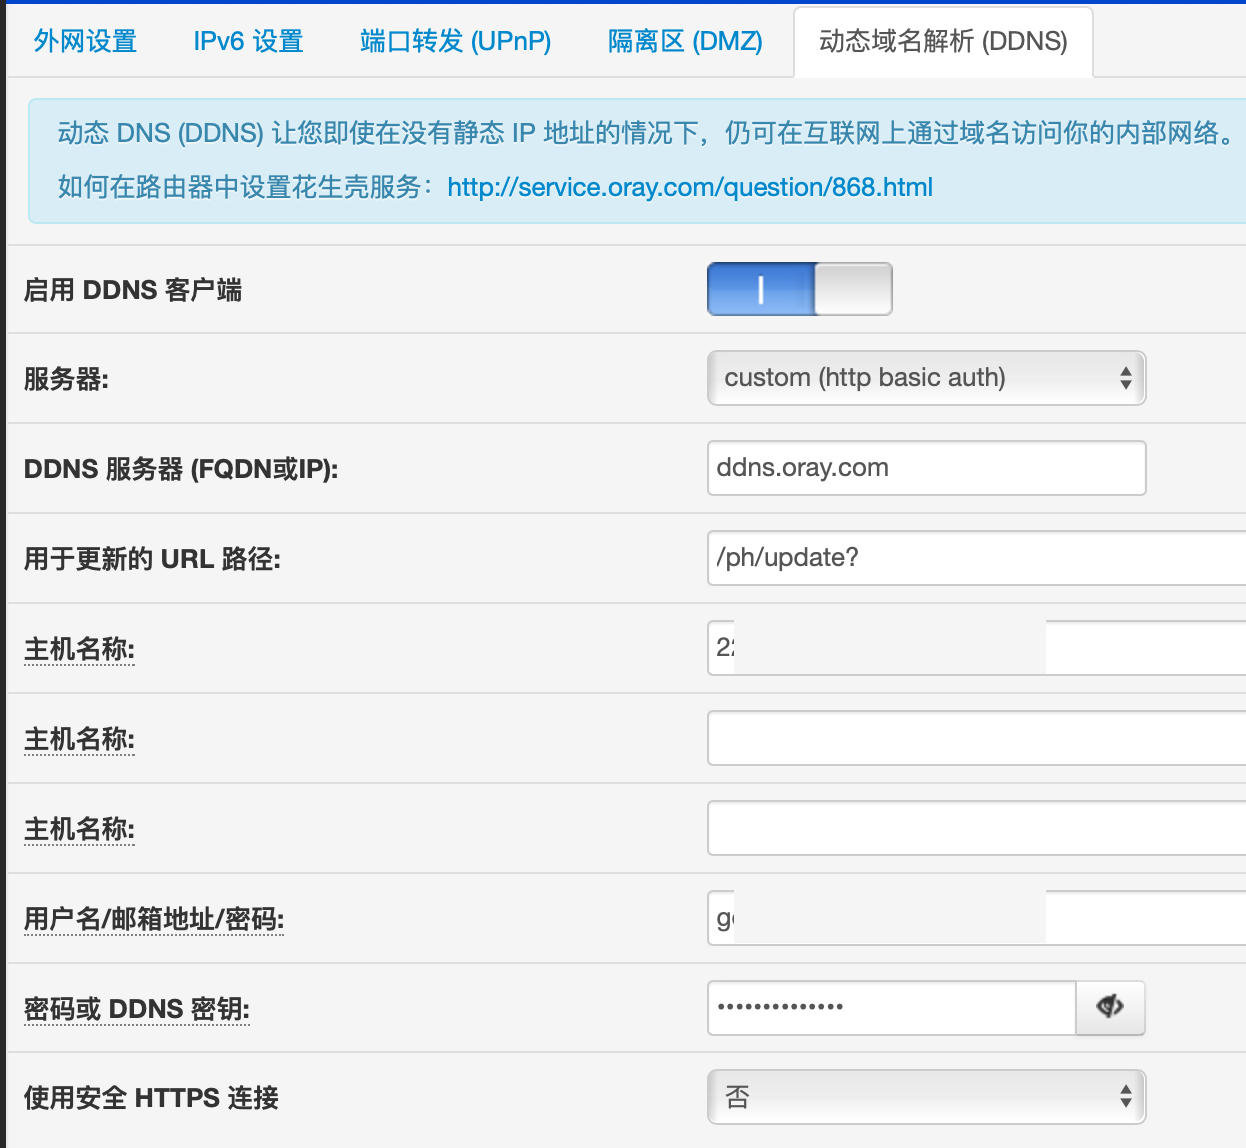 外网设置
IPv6 设置
端口转发 (UPnP)
隔离区 (DMZ)
动态域名解析 (DDNS)
动态 DNS (DDNS) 让您即使在没有静态 IP 地址的情况下，仍可在互联网上通过域名访问你的内部网络。
如何在路由器中设置花生壳服务：http://service.oray.com/question/868.html
启用 DDNS 客户端
服务器:
custom (http basic auth)
DDNS 服务器 (FQDN或IP):
ddns.oray.com
用于更新的 URL 路径:
/ph/update?
主机名称:
主机名称:
主机名称:
用户名/邮箱地址/密码:
密码或 DDNS 密钥:
••••••••••••••
使用安全 HTTPS 连接
否